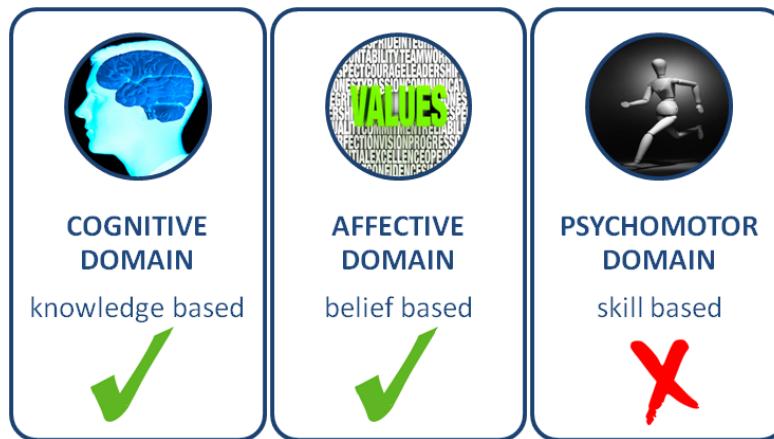 COGNITIVE
DOMAIN
knowledge based
VALUES
AFFECTIVE
DOMAIN
belief based
PSYCHOMOTOR
DOMAIN
skill based